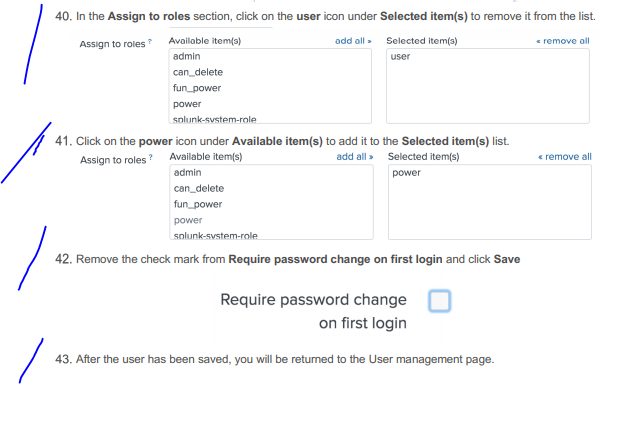 40. In the Assign to roles section, click on the user icon under Selected item(s) to remove it from the list.
Assign to roles ? Available item(s) add all » Selected item(s) « remove all
admin user
can_delete
fun_power
power
splunk-system-role
41. Click on the power icon under Available item(s) to add it to the Selected item(s) list.
Assign to roles ? Available item(s) add all » Selected item(s) « remove all
admin power
can_delete
fun_power
power
splunk-system-role
42. Remove the check mark from Require password change on first login and click Save
Require password change
on first login
43. After the user has been saved, you will be returned to the User management page.